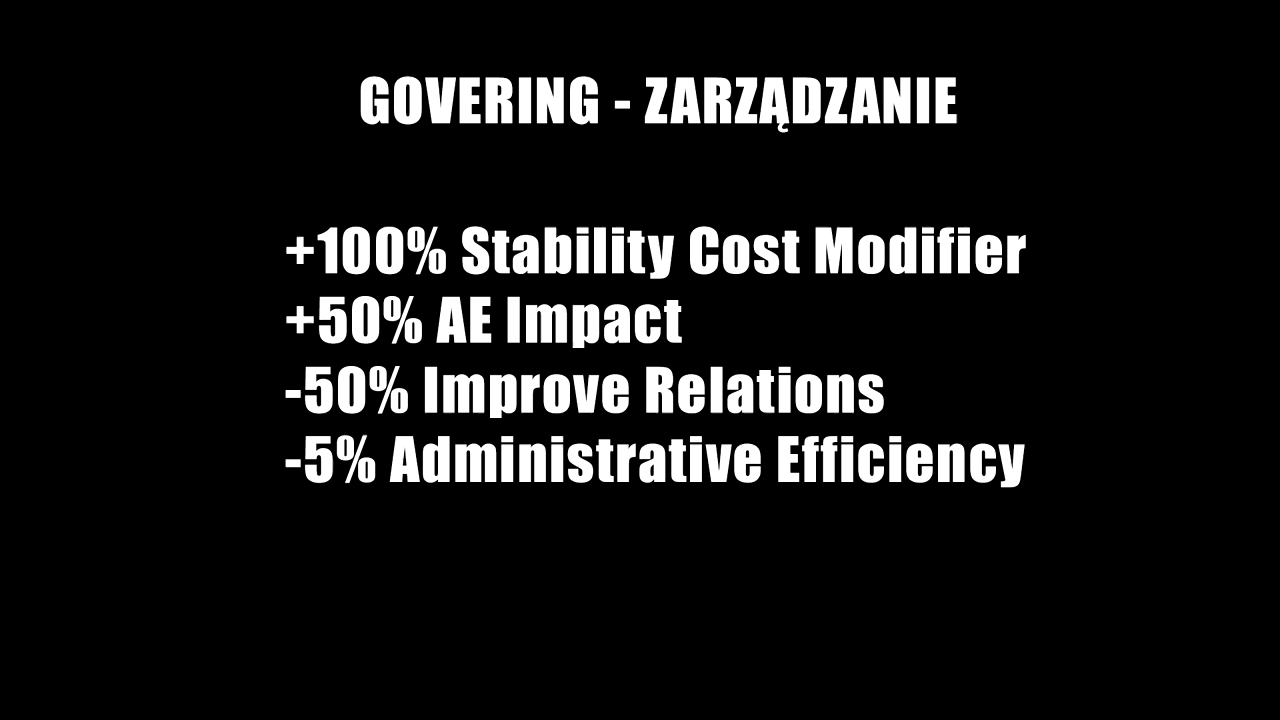 GOVERING - ZARZĄDZANIE
+100% Stability Cost Modifier
+50% AE Impact
-50% Improve Relations
-5% Administrative Efficiency